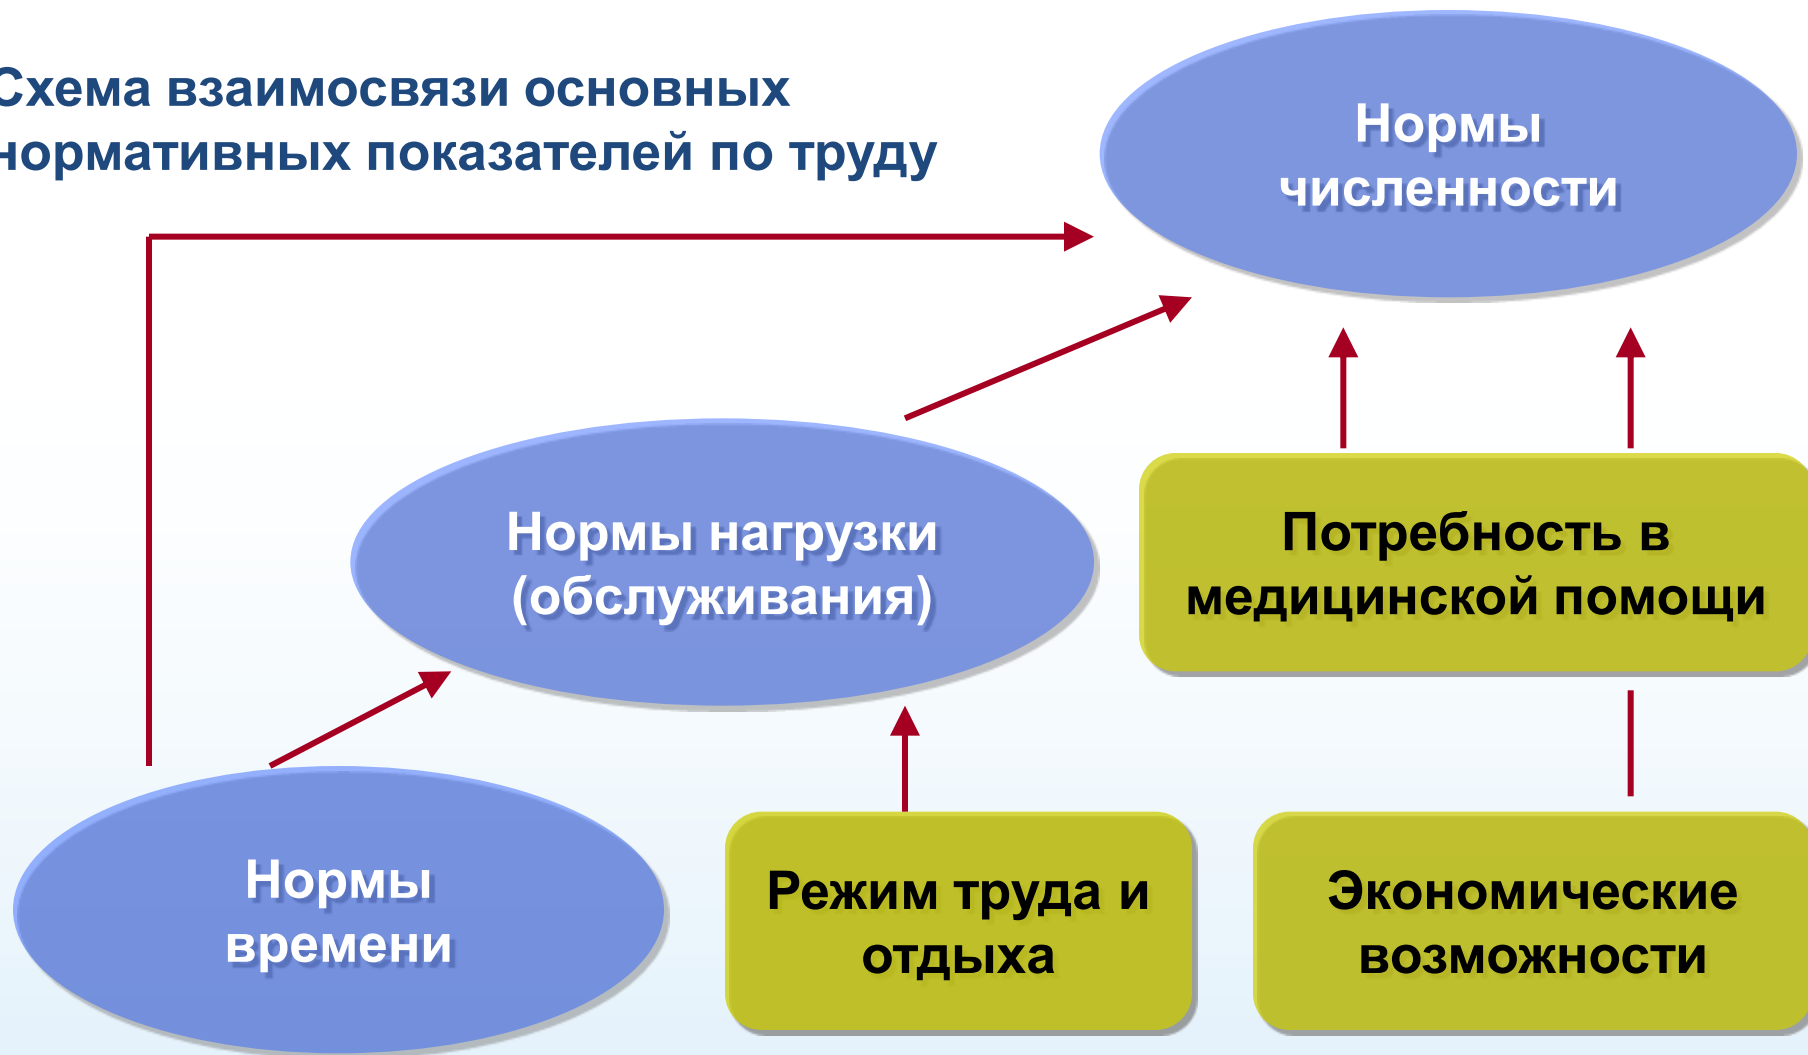 Схема взаимосвязи основных
нормативных показателей по труду
Нормы
численности
Нормы нагрузки
(обслуживания)
Потребность в
медицинской помощи
Нормы
времени
Режим труда и
отдыха
Экономические
возможности